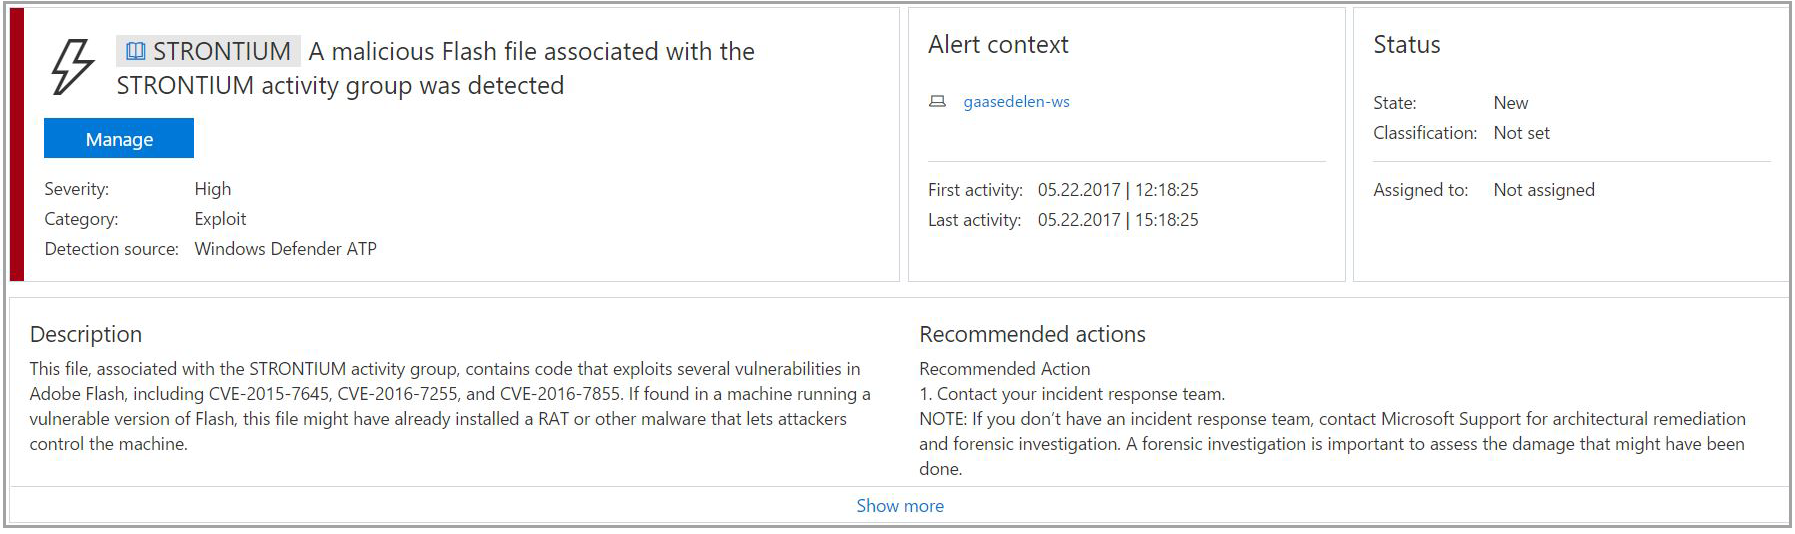 STRONTIUM A malicious Flash file associated with the
STRONTIUM activity group was detected
Manage
Severity: High
Category: Exploit
Detection source: Windows Defender ATP
Alert context
gaasedelen-ws
First activity: 05.22.2017 | 12:18:25
Last activity: 05.22.2017 | 15:18:25
Status
State: New
Classification: Not set
Assigned to: Not assigned
Description
This file, associated with the STRONTIUM activity group, contains code that exploits several vulnerabilities in
Adobe Flash, including CVE-2015-7645, CVE-2016-7255, and CVE-2016-7855. If found in a machine running a
vulnerable version of Flash, this file might have already installed a RAT or other malware that lets attackers
control the machine.
Recommended actions
Recommended Action
1. Contact your incident response team.
NOTE: If you don’t have an incident response team, contact Microsoft Support for architectural remediation
and forensic investigation. A forensic investigation is important to assess the damage that might have been
done.
Show more